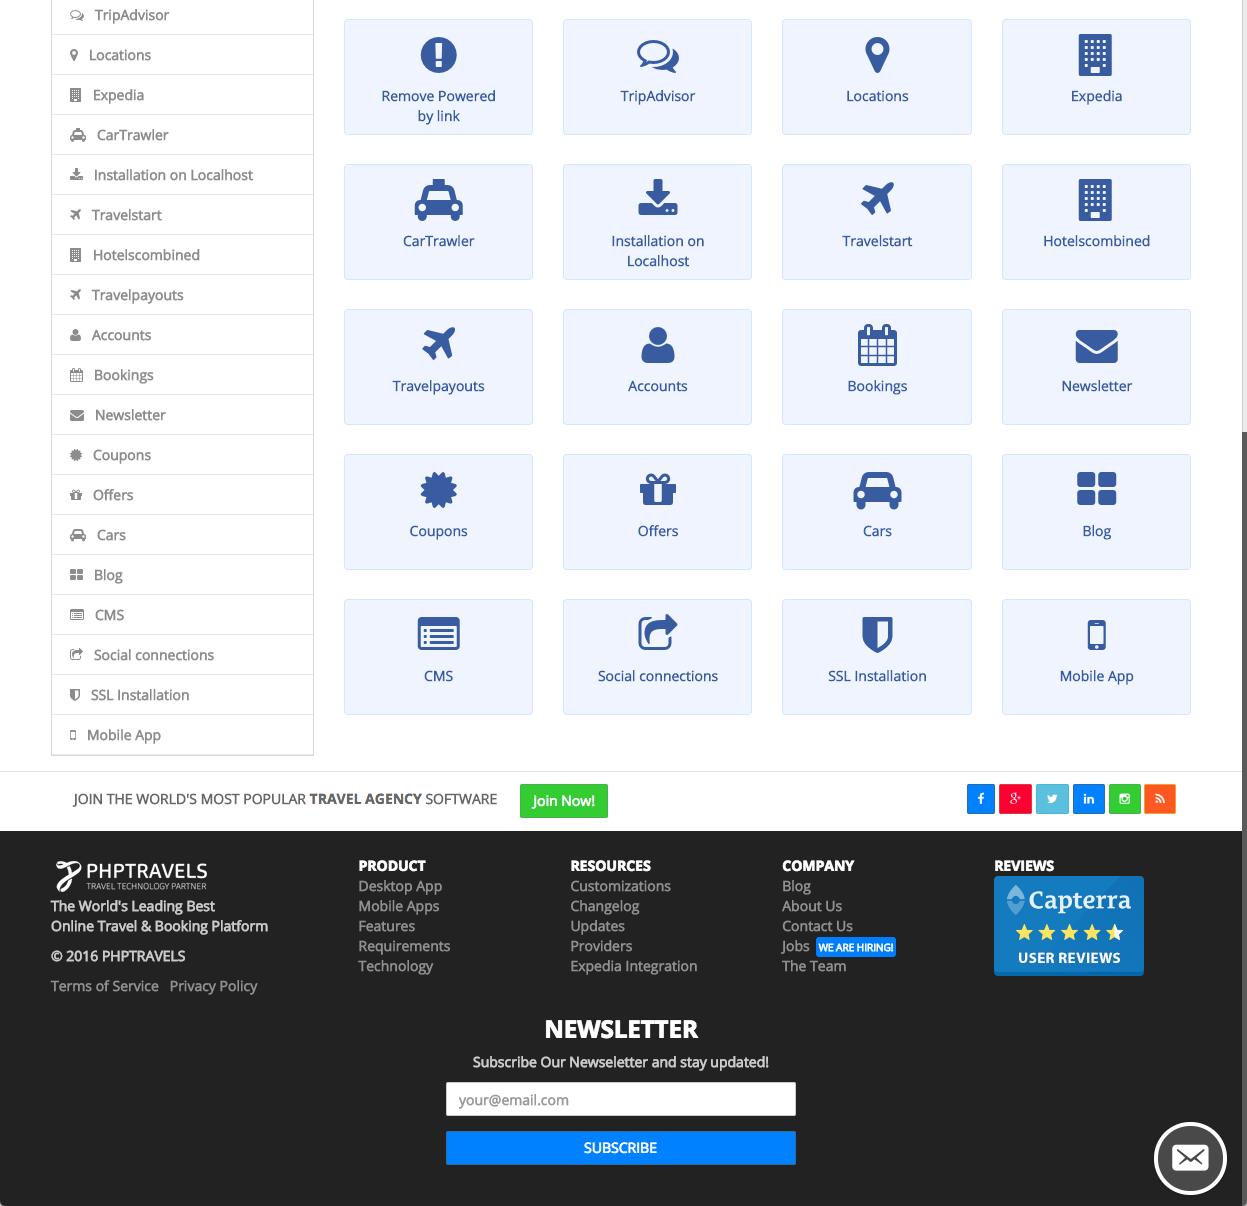 TripAdvisor
Locations
Expedia
CarTrawler
Installation on Localhost
Travelstart
Hotelscombined
Travelpayouts
Accounts
Bookings
Newsletter
Coupons
Offers
Cars
Blog
CMS
Social connections
SSL Installation
Mobile App
Remove Powered
by link
TripAdvisor
Locations
Expedia
CarTrawler
Installation on
Localhost
Travelstart
Hotelscombined
Travelpayouts
Accounts
Bookings
Newsletter
Coupons
Offers
Cars
Blog
CMS
Social connections
SSL Installation
Mobile App
JOIN THE WORLD'S MOST POPULAR TRAVEL AGENCY SOFTWARE
Join Now!
PHPTRAVELS
TRAVEL TECHNOLOGY PARTNER
The World's Leading Best
Online Travel & Booking Platform
© 2016 PHPTRAVELS
Terms of Service Privacy Policy
PRODUCT
Desktop App
Mobile Apps
Features
Requirements
Technology
RESOURCES
Customizations
Changelog
Updates
Providers
Expedia Integration
COMPANY
Blog
About Us
Contact Us
Jobs WE ARE HIRING!
The Team
REVIEWS
Capterra
USER REVIEWS
NEWSLETTER
Subscribe Our Newseletter and stay updated!
your@email.com
SUBSCRIBE